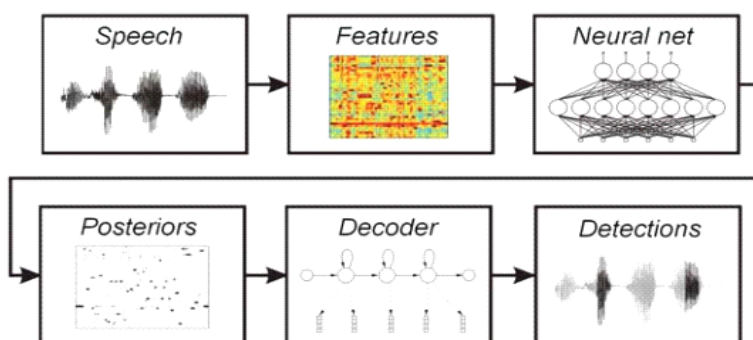 Speech
Features
Neural net
Posteriors
Decoder
Detections